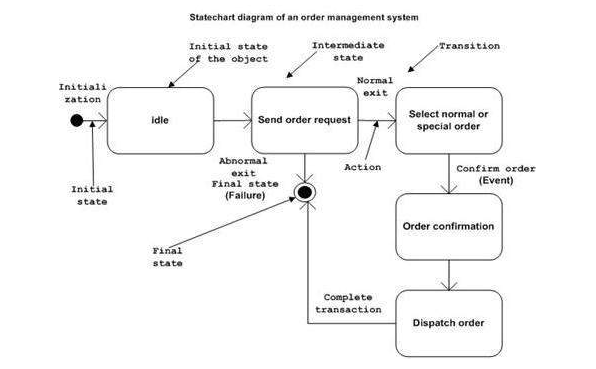 Statechart diagram of an order management system
Initial state
of the object
Intermediate
state
Transition
Initiali
zation
Normal
exit
idle
Send order request
Select normal or
special order
Abnormal
exit
Final state
(Failure)
Action
Confirm order
(Event)
Initial
state
Order confirmation
Final
state
Complete
transaction
Dispatch order